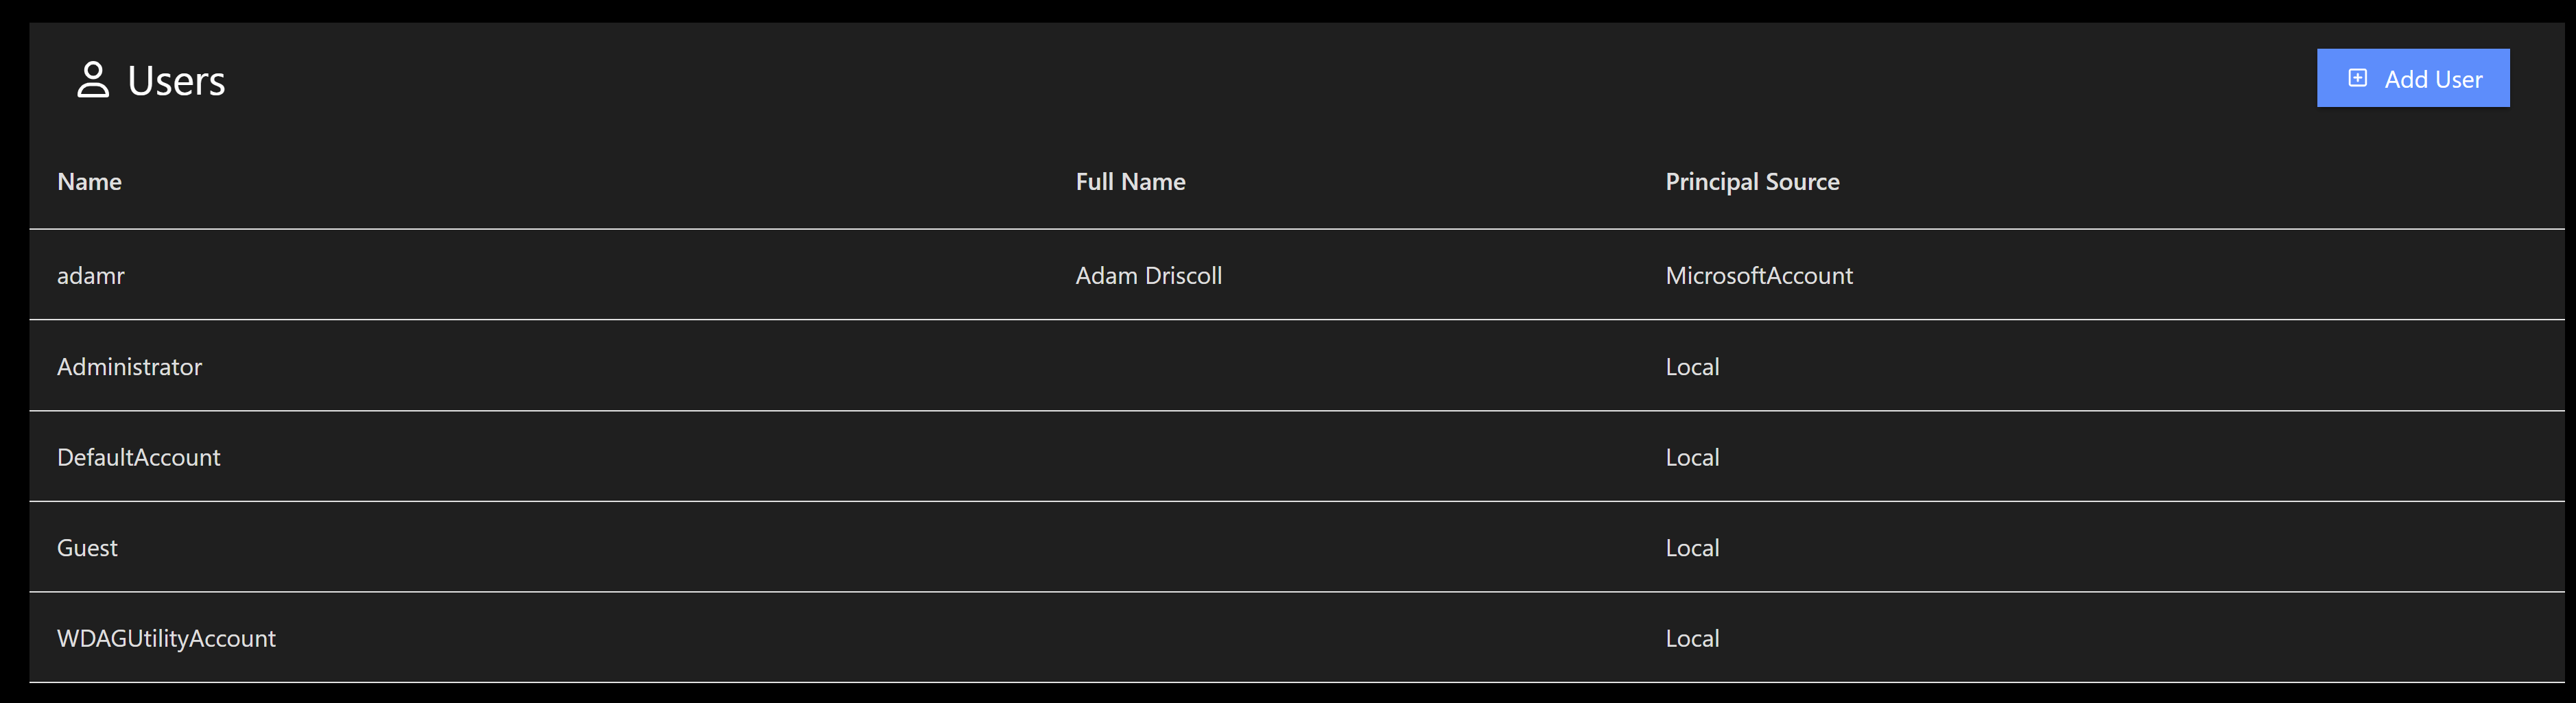 Users
Add User
Name Full Name Principal Source
adamr Adam Driscoll MicrosoftAccount
Administrator Local
DefaultAccount Local
Guest Local
WDAGUtilityAccount Local